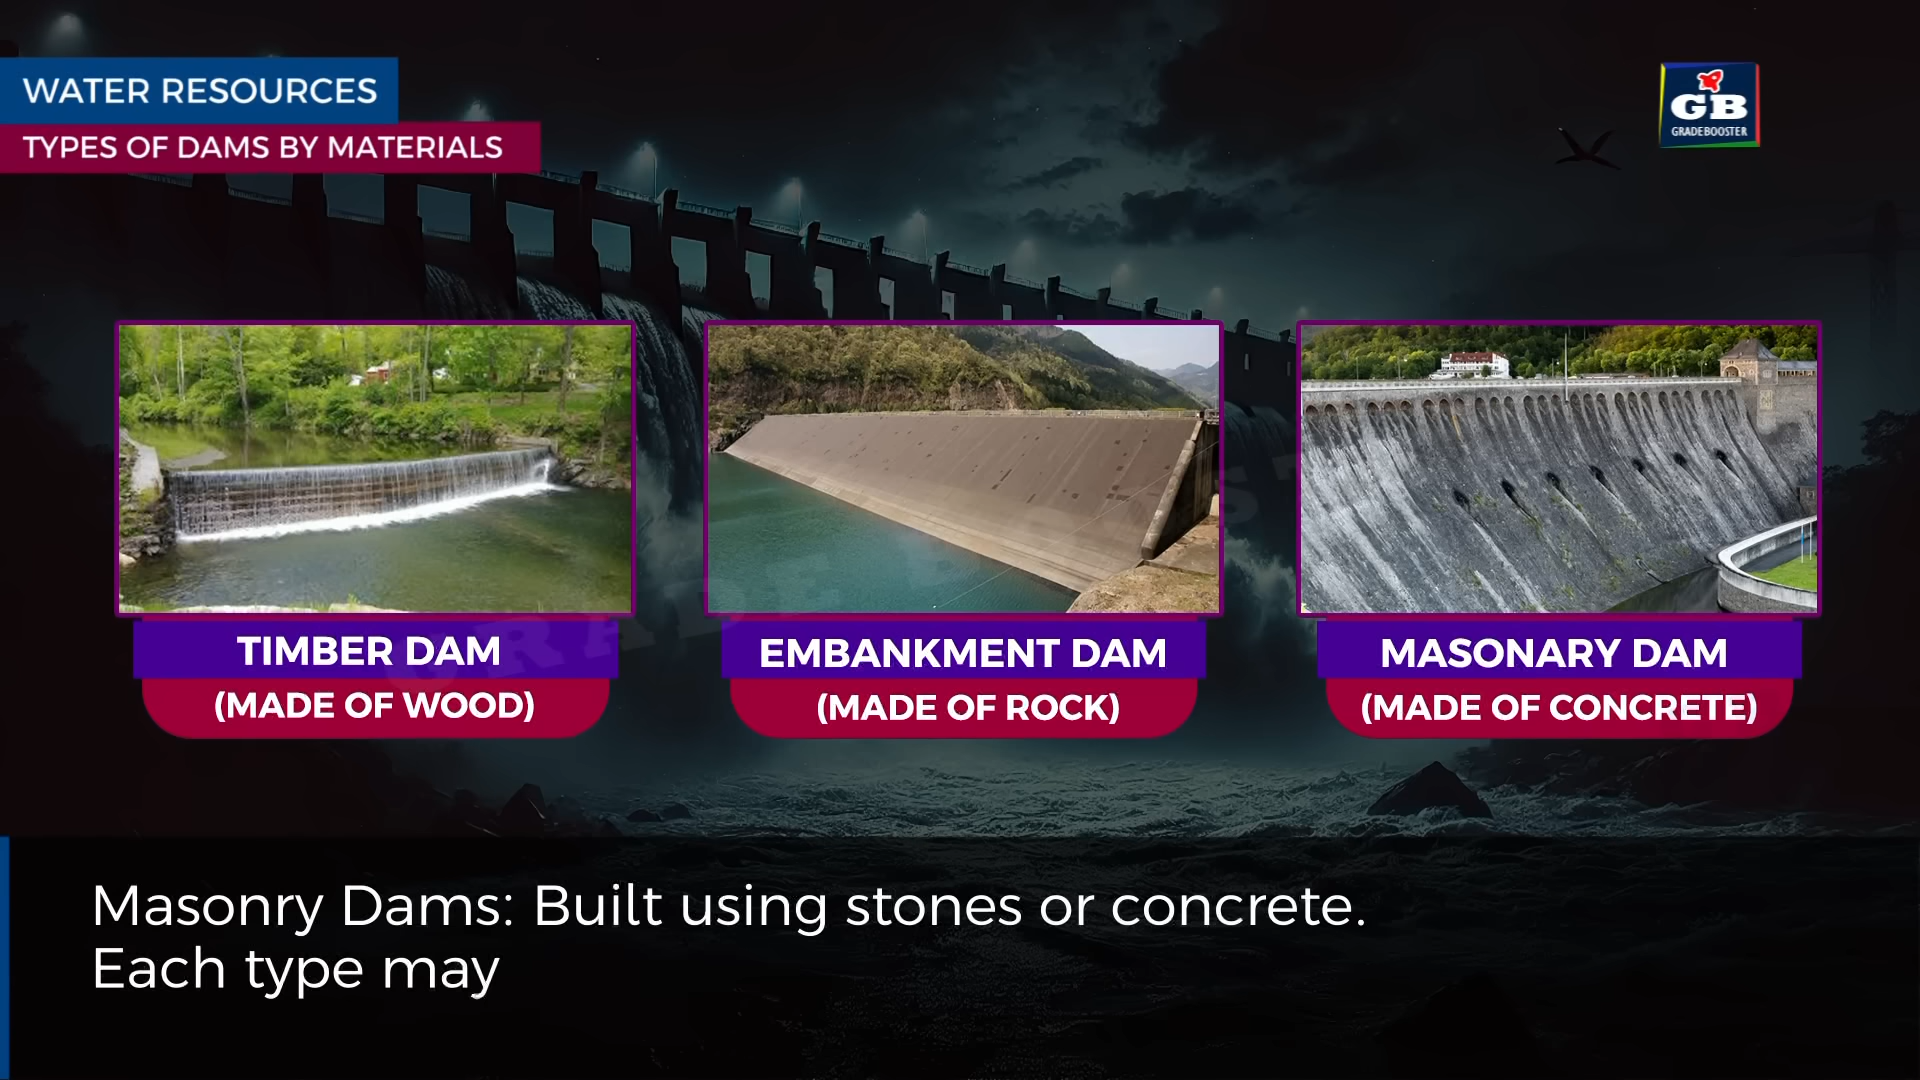 WATER RESOURCES
TYPES OF DAMS BY MATERIALS
GB
GRADEBOOSTER
TIMBER DAM
(MADE OF WOOD)
EMBANKMENT DAM
(MADE OF ROCK)
MASONARY DAM
(MADE OF CONCRETE)
Masonry Dams: Built using stones or concrete.
Each type may